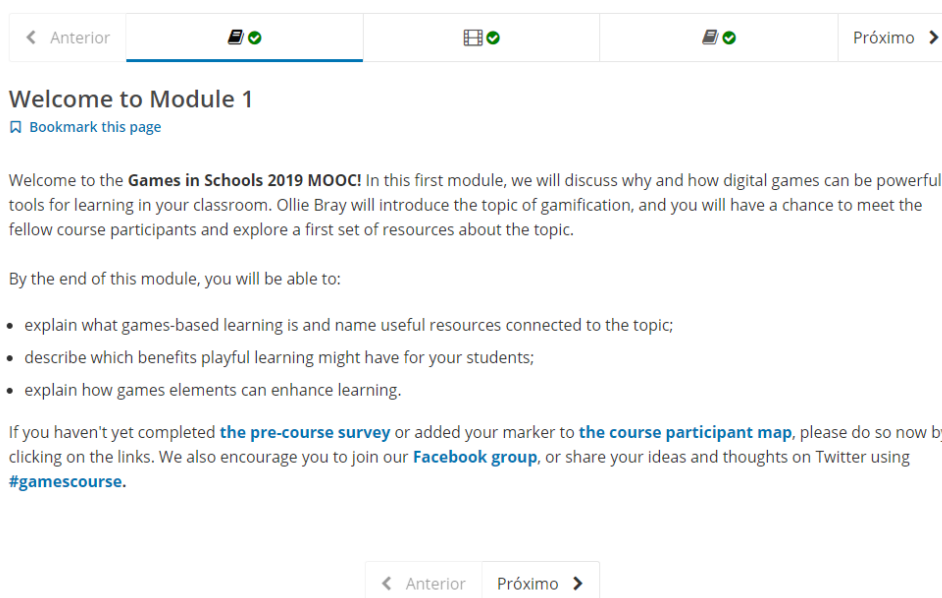 Anterior
Próximo
Welcome to Module 1
Bookmark this page
Welcome to the Games in Schools 2019 MOOC! In this first module, we will discuss why and how digital games can be powerful
tools for learning in your classroom. Ollie Bray will introduce the topic of gamification, and you will have a chance to meet the
fellow course participants and explore a first set of resources about the topic.
By the end of this module, you will be able to:
explain what games-based learning is and name useful resources connected to the topic;
describe which benefits playful learning might have for your students;
explain how games elements can enhance learning.
If you haven't yet completed the pre-course survey or added your marker to the course participant map, please do so now by
clicking on the links. We also encourage you to join our Facebook group, or share your ideas and thoughts on Twitter using
#gamescourse.
Anterior
Próximo